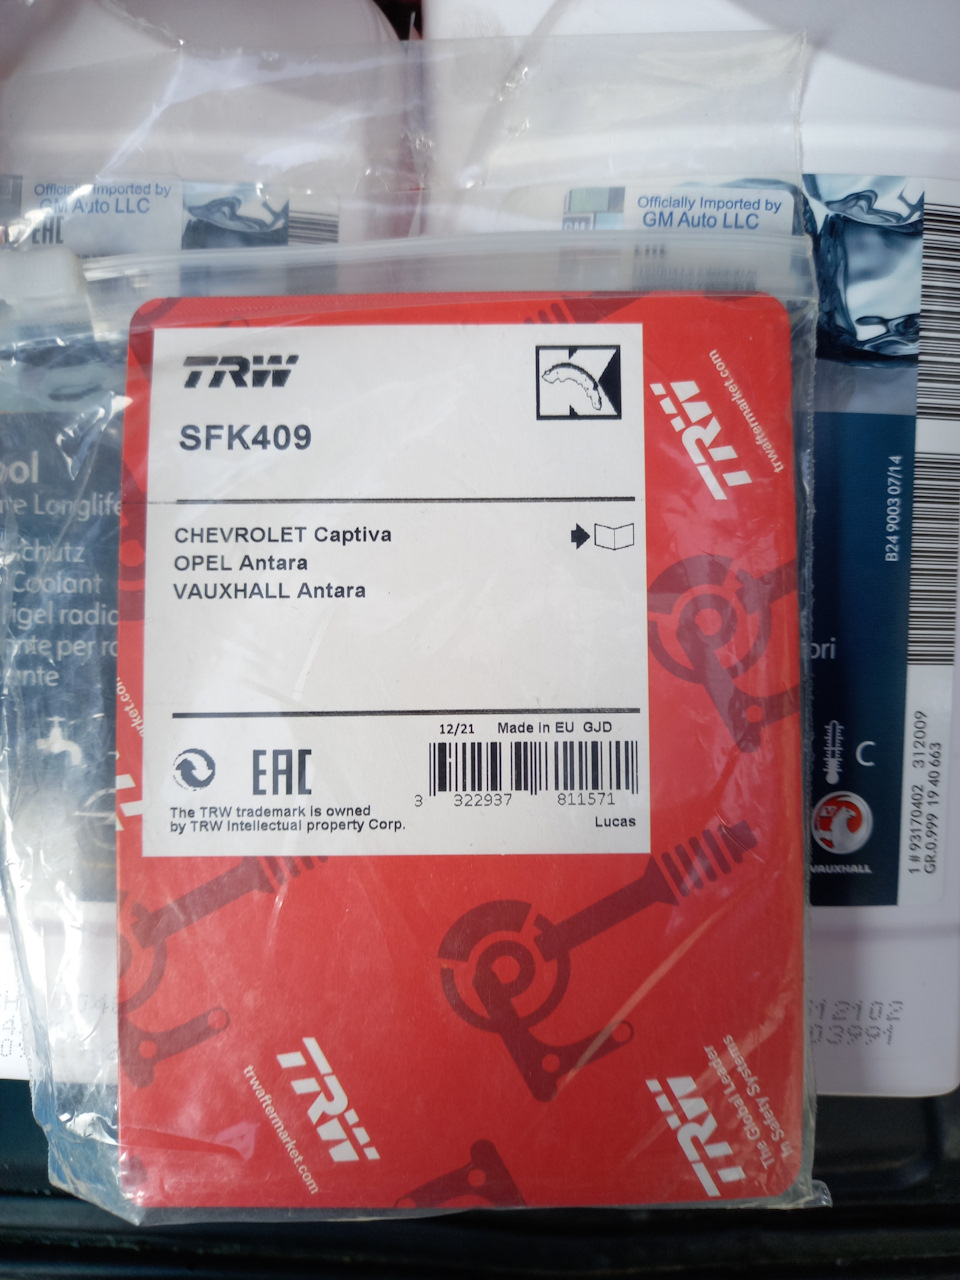 Officially Imported by
GM Auto LLC
EAC
Officially Imported by
GM Auto LLC
GM
TRW
SFK409
CHEVROLET Captiva
OPEL Antara
VAUXHALL Antara
12/21 Made in EU GJD
EAC
3 322937 811571
The TRW trademark is owned
by TRW Intellectual property Corp.
Lucas
TRW
trwaftermarket.com
TRW
trwaftermarket.com
TRW
The Global Leader
In Safety Systems
Longlife
Coolant
B24 9003 07/14
C
VAUXHALL
1 # 93170402 312009
GR.0.999 19 40 663